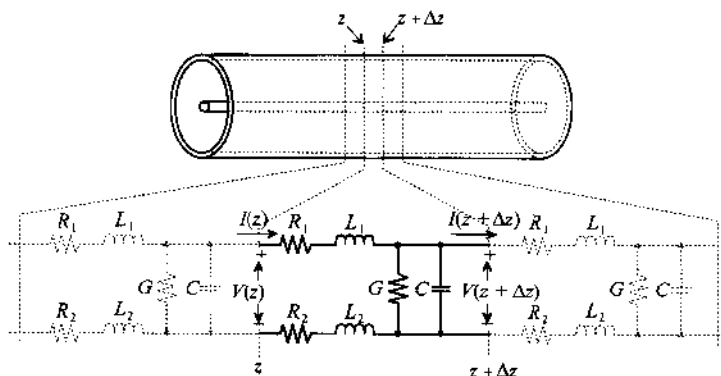 z z + Δz
I(z) I(z + Δz)
R₁ L₁ R₁ L₁ R₁ L₁
+ +
G C V(z) G C V(z + Δz) G C
R₂ L₂ − R₂ L₂ − R₂ L₂
z z + Δz